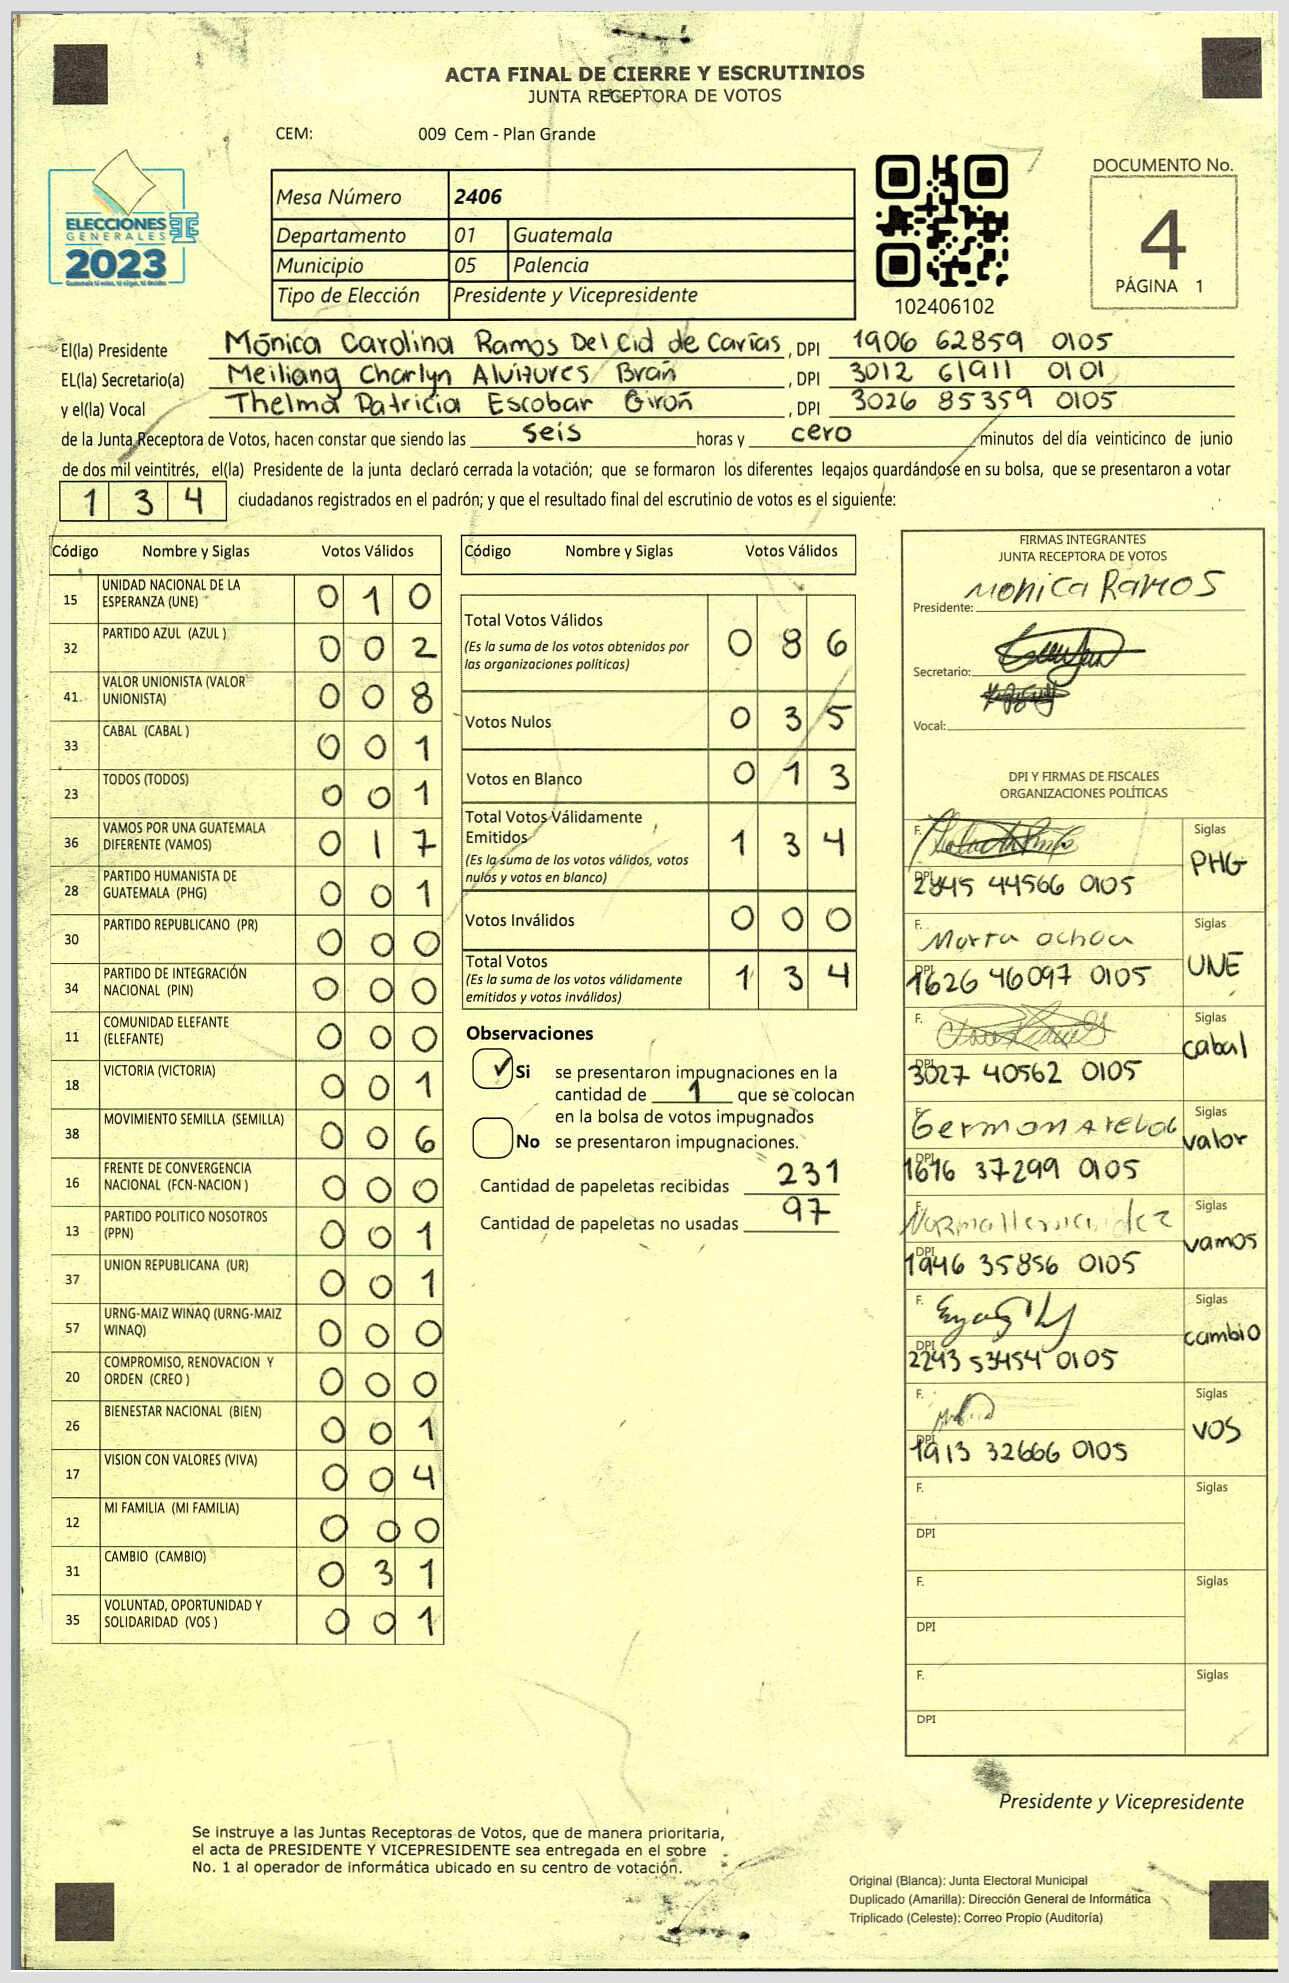 ACTA FINAL DE CIERRE Y ESCRUTINIOS
JUNTA RECEPTORA DE VOTOS
CEM: 009 Cem - Plan Grande
ELECCIONES
GENERALES
2023
Mesa Número 2406
Departamento 01 Guatemala
Municipio 05 Palencia
Tipo de Elección Presidente y Vicepresidente
102406102
DOCUMENTO No.
4
PÁGINA 1
El(la) Presidente Mónica Carolina Ramos Del Cid de Carías, DPI 1906 62859 0105
EL(la) Secretario(a) Meiliang Charlyn Alvizures Brañ, DPI 3012 61911 0101
y el(la) Vocal Thelma Patricia Escobar Giroñ, DPI 3026 85359 0105
de la Junta Receptora de Votos, hacen constar que siendo las seis horas y cero minutos del día veinticinco de junio
de dos mil veintitrés, el(la) Presidente de la junta declaró cerrada la votación; que se formaron los diferentes legajos guardándose en su bolsa, que se presentaron a votar
134 ciudadanos registrados en el padrón; y que el resultado final del escrutinio de votos es el siguiente:
Código Nombre y Siglas Votos Válidos
15 UNIDAD NACIONAL DE LA
ESPERANZA (UNE) 0 1 0
32 PARTIDO AZUL (AZUL ) 0 0 2
41 VALOR UNIONISTA (VALOR
UNIONISTA) 0 0 8
33 CABAL (CABAL ) 0 0 1
23 TODOS (TODOS) 0 0 1
36 VAMOS POR UNA GUATEMALA
DIFERENTE (VAMOS) 0 1 7
28 PARTIDO HUMANISTA DE
GUATEMALA (PHG) 0 0 1
30 PARTIDO REPUBLICANO (PR) 0 0 0
34 PARTIDO DE INTEGRACIÓN
NACIONAL (PIN) 0 0 0
11 COMUNIDAD ELEFANTE
(ELEFANTE) 0 0 0
18 VICTORIA (VICTORIA) 0 0 1
38 MOVIMIENTO SEMILLA (SEMILLA) 0 0 6
16 FRENTE DE CONVERGENCIA
NACIONAL (FCN-NACION ) 0 0 0
13 PARTIDO POLITICO NOSOTROS
(PPN) 0 0 1
37 UNION REPUBLICANA (UR) 0 0 1
57 URNG-MAIZ WINAQ (URNG-MAIZ
WINAQ) 0 0 0
20 COMPROMISO, RENOVACION Y
ORDEN (CREO ) 0 0 0
26 BIENESTAR NACIONAL (BIEN) 0 0 1
17 VISION CON VALORES (VIVA) 0 0 4
12 MI FAMILIA (MI FAMILIA) 0 0 0
31 CAMBIO (CAMBIO) 0 3 1
35 VOLUNTAD, OPORTUNIDAD Y
SOLIDARIDAD (VOS ) 0 0 1
Código Nombre y Siglas Votos Válidos
Total Votos Válidos 0 8 6
(Es la suma de los votos obtenidos por
las organizaciones políticas)
Votos Nulos 0 3 5
Votos en Blanco 0 1 3
Total Votos Válidamente
Emitidos 1 3 4
(Es la suma de los votos válidos, votos
nulos y votos en blanco)
Votos Inválidos 0 0 0
Total Votos 1 3 4
(Es la suma de los votos válidamente
emitidos y votos inválidos)
Observaciones
✓ Si se presentaron impugnaciones en la
cantidad de 1 que se colocan
en la bolsa de votos impugnados
No se presentaron impugnaciones.
Cantidad de papeletas recibidas 231
Cantidad de papeletas no usadas 97
FIRMAS INTEGRANTES
JUNTA RECEPTORA DE VOTOS
Presidente: Monica Ramos
Secretario:
Vocal:
DPI Y FIRMAS DE FISCALES
ORGANIZACIONES POLÍTICAS
F. Siglas
PHG
DPI 2845 44566 0105
F. Marta ochoa Siglas
UNE
DPI 1626 46097 0105
F. Siglas
cabal
DPI 3027 40562 0105
F. German Siglas
valor
DPI 1676 37299 0105
F. Norma Hernandez Siglas
vamos
DPI 1946 35856 0105
F. Siglas
cambio
DPI 2243 53454 0105
F. Siglas
VOS
DPI 1913 32666 0105
F. Siglas
DPI
F. Siglas
DPI
F. Siglas
DPI
Presidente y Vicepresidente
Se instruye a las Juntas Receptoras de Votos, que de manera prioritaria,
el acta de PRESIDENTE Y VICEPRESIDENTE sea entregada en el sobre
No. 1 al operador de informática ubicado en su centro de votación.
Original (Blanca): Junta Electoral Municipal
Duplicado (Amarilla): Dirección General de Informática
Triplicado (Celeste): Correo Propio (Auditoría)